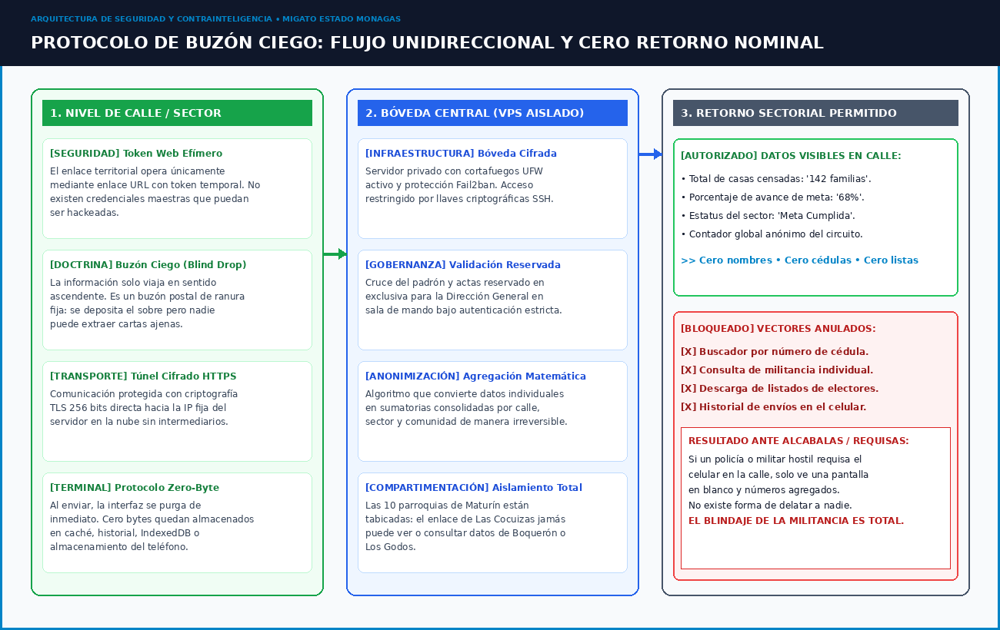 ARQUITECTURA DE SEGURIDAD Y CONTRAINTELIGENCIA • MIGATO ESTADO MONAGAS
PROTOCOLO DE BUZÓN CIEGO: FLUJO UNIDIRECCIONAL Y CERO RETORNO NOMINAL
1. NIVEL DE CALLE / SECTOR
[SEGURIDAD] Token Web Efímero
El enlace territorial opera únicamente
mediante enlace URL con token temporal. No
existen credenciales maestras que puedan
ser hackeadas.
[DOCTRINA] Buzón Ciego (Blind Drop)
La información solo viaja en sentido
ascendente. Es un buzón postal de ranura
fija: se deposita el sobre pero nadie
puede extraer cartas ajenas.
[TRANSPORTE] Túnel Cifrado HTTPS
Comunicación protegida con criptografía
TLS 256 bits directa hacia la IP fija del
servidor en la nube sin intermediarios.
[TERMINAL] Protocolo Zero-Byte
Al enviar, la interfaz se purga de
inmediato. Cero bytes quedan almacenados
en caché, historial, IndexedDB o
almacenamiento del teléfono.
2. BÓVEDA CENTRAL (VPS AISLADO)
[INFRAESTRUCTURA] Bóveda Cifrada
Servidor privado con cortafuegos UFW
activo y protección Fail2ban. Acceso
restringido por llaves criptográficas SSH.
[GOBERNANZA] Validación Reservada
Cruce del padrón y actas reservado en
exclusiva para la Dirección General en
sala de mando bajo autenticación estricta.
[ANONIMIZACIÓN] Agregación Matemática
Algoritmo que convierte datos individuales
en sumatorias consolidadas por calle,
sector y comunidad de manera irreversible.
[COMPARTIMENTACIÓN] Aislamiento Total
Las 10 parroquias de Maturín están
tabicadas: el enlace de Las Cocuizas jamás
puede ver o consultar datos de Boquerón o
Los Godos.
3. RETORNO SECTORIAL PERMITIDO
[AUTORIZADO] DATOS VISIBLES EN CALLE:
• Total de casas censadas: '142 familias'.
• Porcentaje de avance de meta: '68%'.
• Estatus del sector: 'Meta Cumplida'.
• Contador global anónimo del circuito.
>> Cero nombres • Cero cédulas • Cero listas
[BLOQUEADO] VECTORES ANULADOS:
[X] Buscador por número de cédula.
[X] Consulta de militancia individual.
[X] Descarga de listados de electores.
[X] Historial de envíos en el celular.
RESULTADO ANTE ALCABALAS / REQUISAS:
Si un policía o militar hostil requisa el
celular en la calle, solo ve una pantalla
en blanco y números agregados.
No existe forma de delatar a nadie.
EL BLINDAJE DE LA MILITANCIA ES TOTAL.